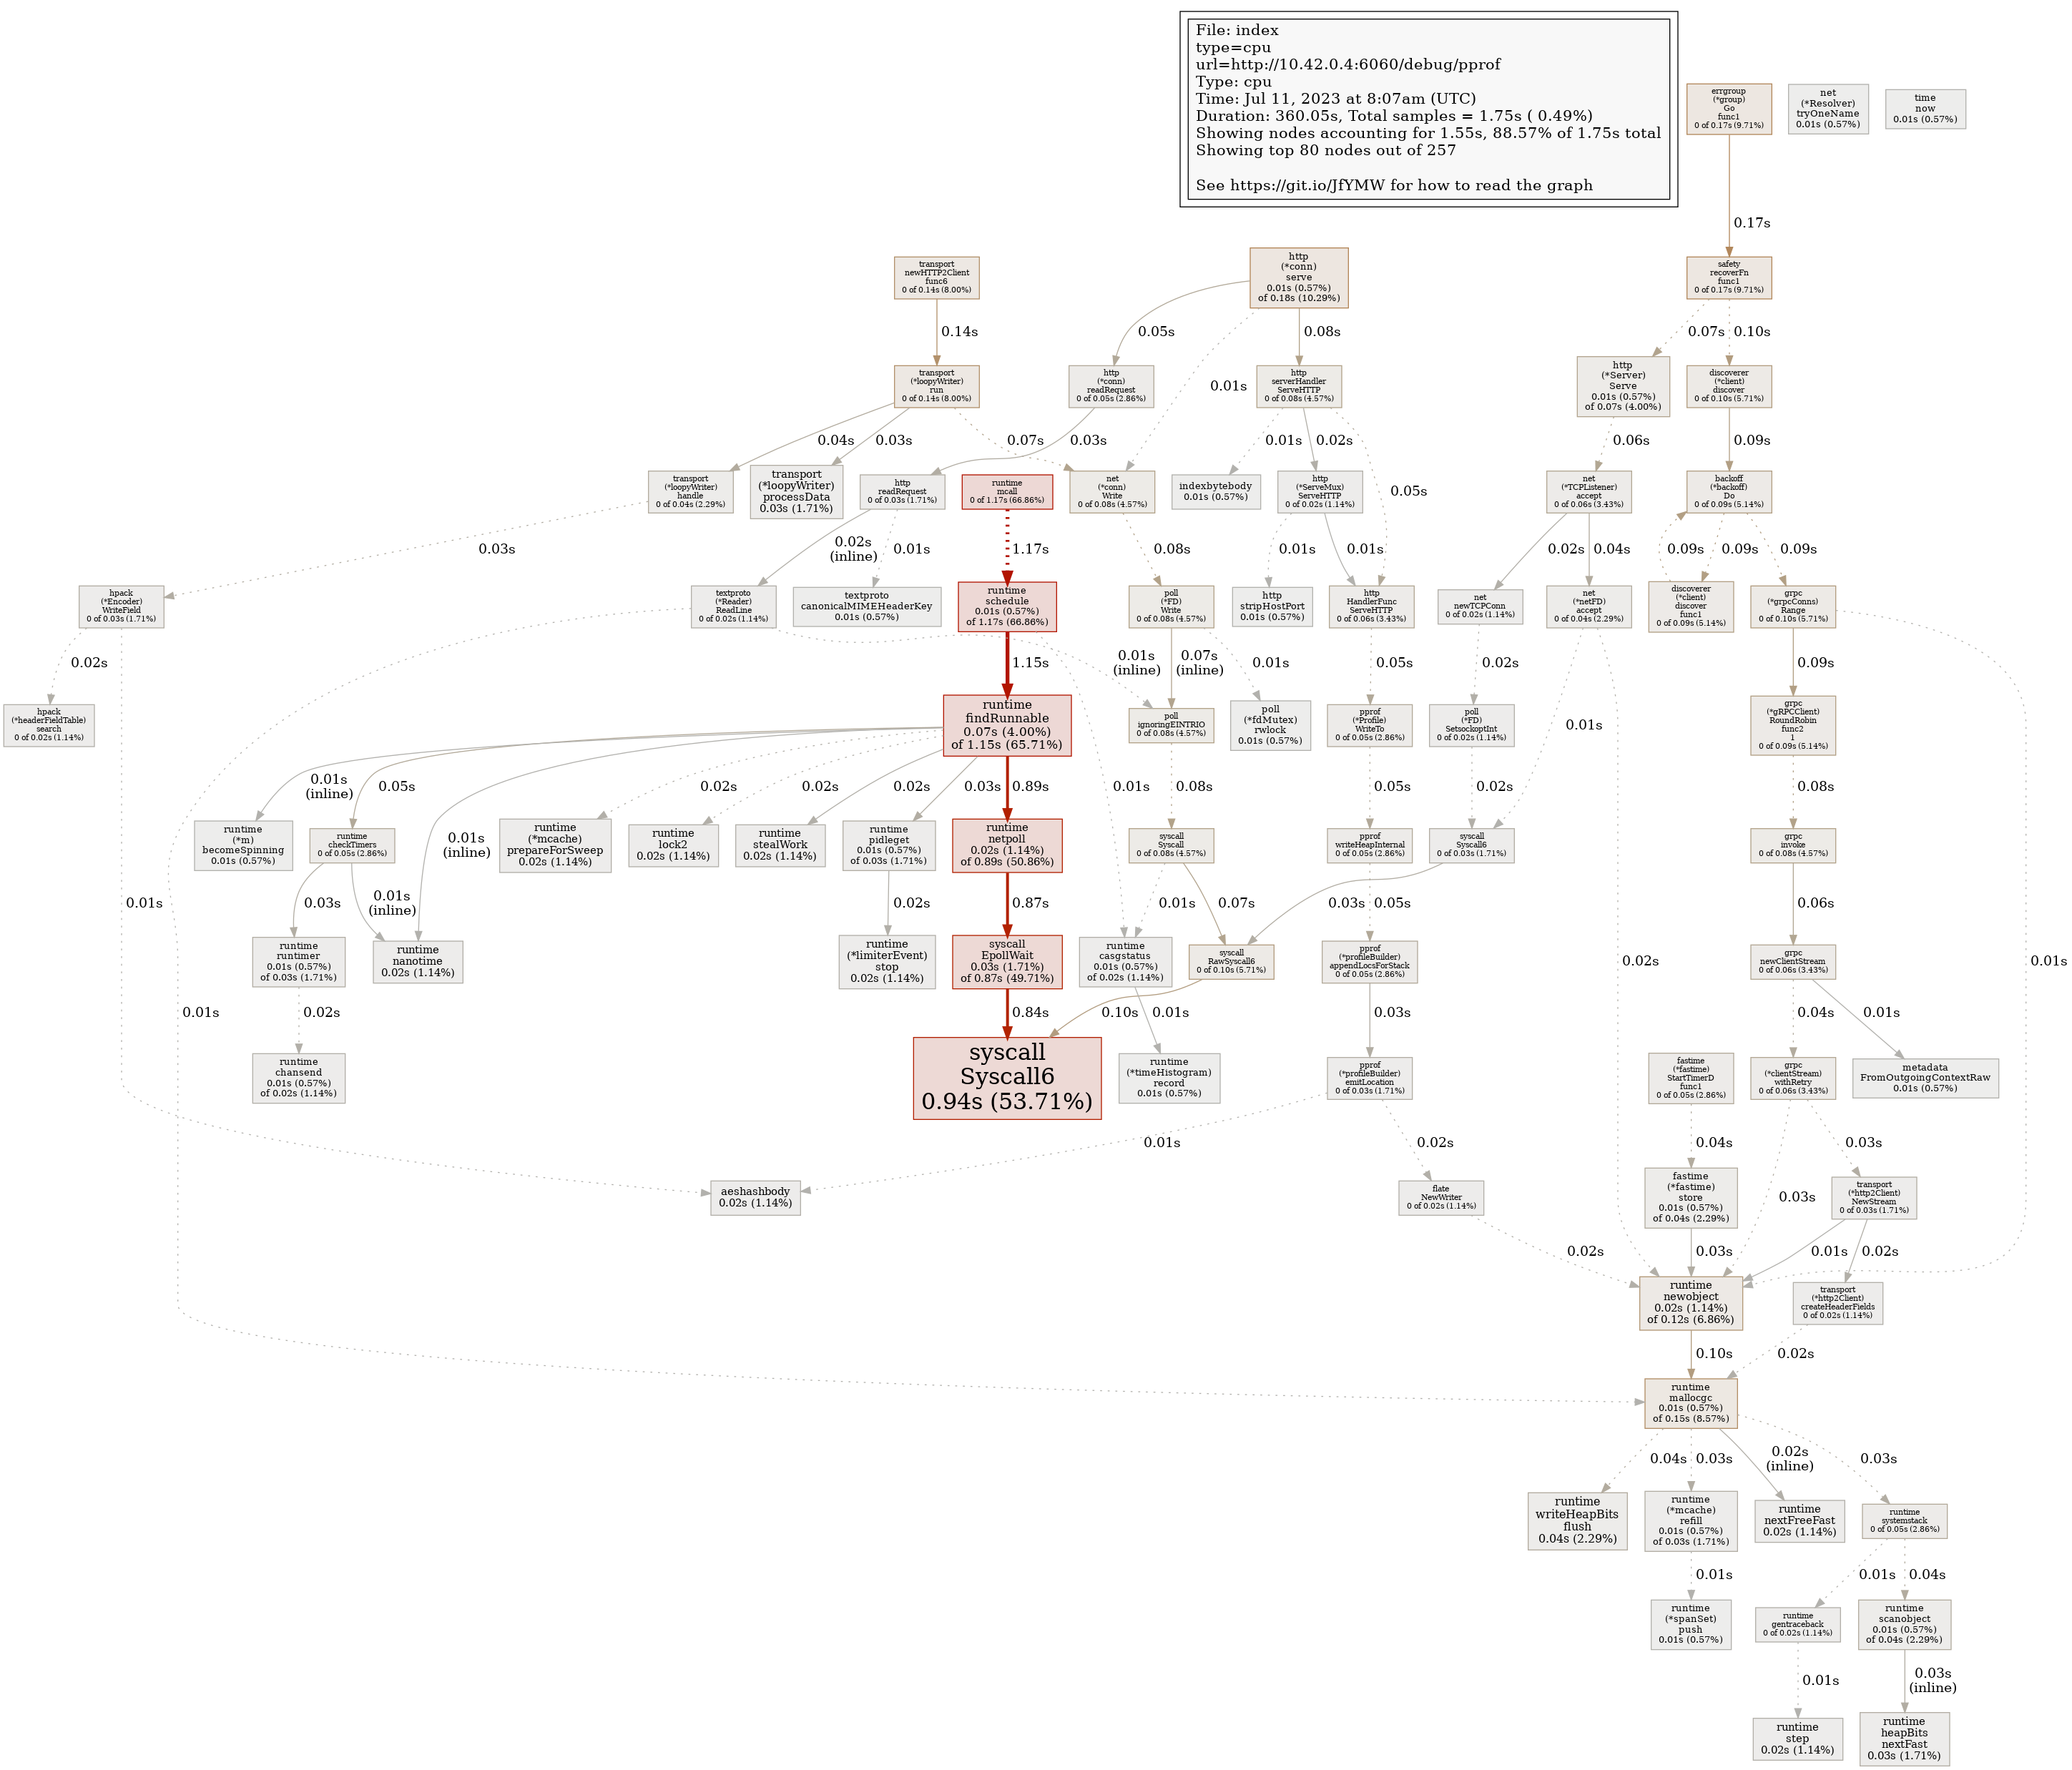 File: index
type=cpu
url=http://10.42.0.4:6060/debug/pprof
Type: cpu
Time: Jul 11, 2023 at 8:07am (UTC)
Duration: 360.05s, Total samples = 1.75s ( 0.49%)
Showing nodes accounting for 1.55s, 88.57% of 1.75s total
Showing top 80 nodes out of 257
See https://git.io/JfYMW for how to read the graph
errgroup
(*group)
Go
func1
0 of 0.17s (9.71%)
net
(*Resolver)
tryOneName
0.01s (0.57%)
time
now
0.01s (0.57%)
0.17s
transport
newHTTP2Client
func6
0 of 0.14s (8.00%)
http
(*conn)
serve
0.01s (0.57%)
of 0.18s (10.29%)
safety
recoverFn
func1
0 of 0.17s (9.71%)
0.14s
0.05s
0.01s
0.08s
0.07s
0.10s
transport
(*loopyWriter)
run
0 of 0.14s (8.00%)
http
(*conn)
readRequest
0 of 0.05s (2.86%)
http
serverHandler
ServeHTTP
0 of 0.08s (4.57%)
http
(*Server)
Serve
0.01s (0.57%)
of 0.07s (4.00%)
discoverer
(*client)
discover
0 of 0.10s (5.71%)
0.04s
0.03s
0.07s
0.03s
0.01s
0.02s
0.05s
0.06s
0.09s
transport
(*loopyWriter)
handle
0 of 0.04s (2.29%)
transport
(*loopyWriter)
processData
0.03s (1.71%)
http
readRequest
0 of 0.03s (1.71%)
runtime
mcall
0 of 1.17s (66.86%)
net
(*conn)
Write
0 of 0.08s (4.57%)
indexbytebody
0.01s (0.57%)
http
(*ServeMux)
ServeHTTP
0 of 0.02s (1.14%)
net
(*TCPListener)
accept
0 of 0.06s (3.43%)
backoff
(*backoff)
Do
0 of 0.09s (5.14%)
0.03s
0.02s
(inline)
0.01s
1.17s
0.08s
0.01s
0.01s
0.02s
0.04s
0.09s
0.09s
0.09s
hpack
(*Encoder)
WriteField
0 of 0.03s (1.71%)
textproto
(*Reader)
ReadLine
0 of 0.02s (1.14%)
textproto
canonicalMIMEHeaderKey
0.01s (0.57%)
runtime
schedule
0.01s (0.57%)
of 1.17s (66.86%)
poll
(*FD)
Write
0 of 0.08s (4.57%)
http
stripHostPort
0.01s (0.57%)
http
HandlerFunc
ServeHTTP
0 of 0.06s (3.43%)
net
newTCPConn
0 of 0.02s (1.14%)
net
(*netFD)
accept
0 of 0.04s (2.29%)
discoverer
(*client)
discover
func1
0 of 0.09s (5.14%)
grpc
(*grpcConns)
Range
0 of 0.10s (5.71%)
0.02s
1.15s
0.01s
(inline)
0.07s
(inline)
0.01s
0.05s
0.02s
0.09s
hpack
(*headerFieldTable)
search
0 of 0.02s (1.14%)
runtime
findRunnable
0.07s (4.00%)
of 1.15s (65.71%)
poll
ignoringEINTRIO
0 of 0.08s (4.57%)
poll
(*fdMutex)
rwlock
0.01s (0.57%)
pprof
(*Profile)
WriteTo
0 of 0.05s (2.86%)
poll
(*FD)
SetsockoptInt
0 of 0.02s (1.14%)
0.01s
grpc
(*gRPCClient)
RoundRobin
func2
1
0 of 0.09s (5.14%)
0.01s
(inline)
0.05s
0.01s
(inline)
0.02s
0.02s
0.02s
0.03s
0.89s
0.01s
0.08s
0.05s
0.02s
0.08s
runtime
(*m)
becomeSpinning
0.01s (0.57%)
runtime
checkTimers
0 of 0.05s (2.86%)
runtime
(*mcache)
prepareForSweep
0.02s (1.14%)
runtime
lock2
0.02s (1.14%)
runtime
stealWork
0.02s (1.14%)
runtime
pidleget
0.01s (0.57%)
of 0.03s (1.71%)
runtime
netpoll
0.02s (1.14%)
of 0.89s (50.86%)
syscall
Syscall
0 of 0.08s (4.57%)
pprof
writeHeapInternal
0 of 0.05s (2.86%)
syscall
Syscall6
0 of 0.03s (1.71%)
grpc
invoke
0 of 0.08s (4.57%)
0.01s
0.03s
0.01s
(inline)
0.02s
0.87s
0.01s
0.07s
0.05s
0.03s
0.06s
runtime
runtimer
0.01s (0.57%)
of 0.03s (1.71%)
runtime
nanotime
0.02s (1.14%)
runtime
(*limiterEvent)
stop
0.02s (1.14%)
syscall
EpollWait
0.03s (1.71%)
of 0.87s (49.71%)
runtime
casgstatus
0.01s (0.57%)
of 0.02s (1.14%)
syscall
RawSyscall6
0 of 0.10s (5.71%)
pprof
(*profileBuilder)
appendLocsForStack
0 of 0.05s (2.86%)
0.02s
grpc
newClientStream
0 of 0.06s (3.43%)
0.01s
0.01s
0.02s
0.84s
0.10s
0.01s
0.03s
0.04s
0.01s
runtime
chansend
0.01s (0.57%)
of 0.02s (1.14%)
syscall
Syscall6
0.94s (53.71%)
runtime
(*timeHistogram)
record
0.01s (0.57%)
pprof
(*profileBuilder)
emitLocation
0 of 0.03s (1.71%)
fastime
(*fastime)
StartTimerD
func1
0 of 0.05s (2.86%)
grpc
(*clientStream)
withRetry
0 of 0.06s (3.43%)
metadata
FromOutgoingContextRaw
0.01s (0.57%)
0.01s
0.02s
0.04s
0.03s
0.03s
aeshashbody
0.02s (1.14%)
flate
NewWriter
0 of 0.02s (1.14%)
fastime
(*fastime)
store
0.01s (0.57%)
of 0.04s (2.29%)
transport
(*http2Client)
NewStream
0 of 0.03s (1.71%)
0.02s
0.03s
0.01s
0.02s
runtime
newobject
0.02s (1.14%)
of 0.12s (6.86%)
transport
(*http2Client)
createHeaderFields
0 of 0.02s (1.14%)
0.10s
0.02s
runtime
mallocgc
0.01s (0.57%)
of 0.15s (8.57%)
0.04s
0.03s
0.02s
(inline)
0.03s
runtime
writeHeapBits
flush
0.04s (2.29%)
runtime
(*mcache)
refill
0.01s (0.57%)
of 0.03s (1.71%)
runtime
nextFreeFast
0.02s (1.14%)
runtime
systemstack
0 of 0.05s (2.86%)
0.01s
0.01s
0.04s
runtime
(*spanSet)
push
0.01s (0.57%)
runtime
gentraceback
0 of 0.02s (1.14%)
runtime
scanobject
0.01s (0.57%)
of 0.04s (2.29%)
0.01s
0.03s
(inline)
runtime
step
0.02s (1.14%)
runtime
heapBits
nextFast
0.03s (1.71%)